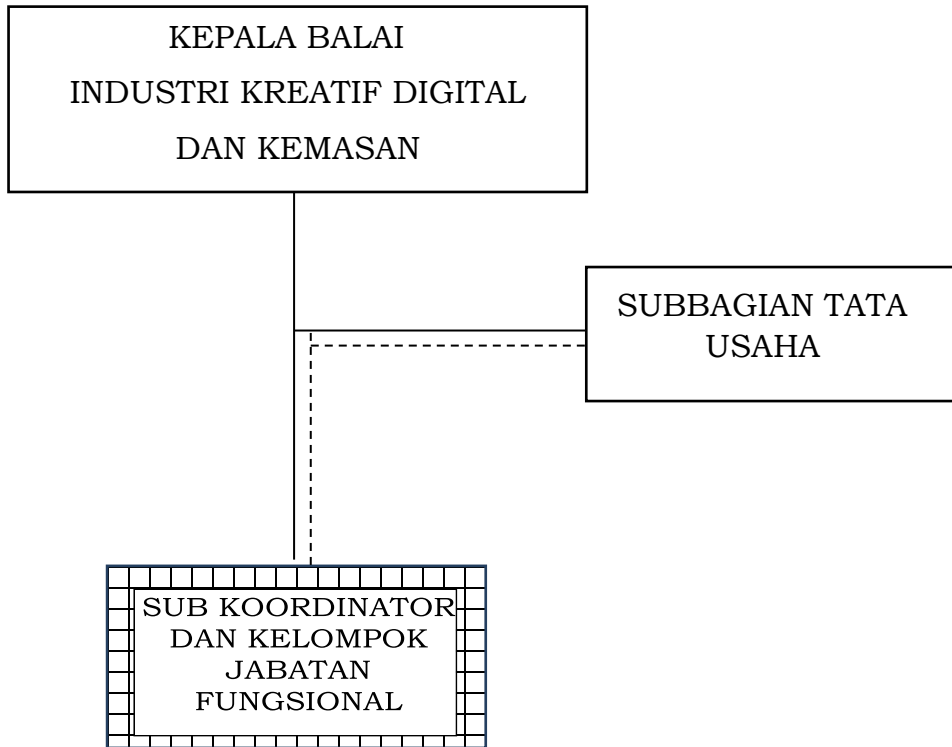 KEPALA BALAI
INDUSTRI KREATIF DIGITAL
DAN KEMASAN
SUBBAGIAN TATA
USAHA
SUB KOORDINATOR
DAN KELOMPOK
JABATAN
FUNGSIONAL